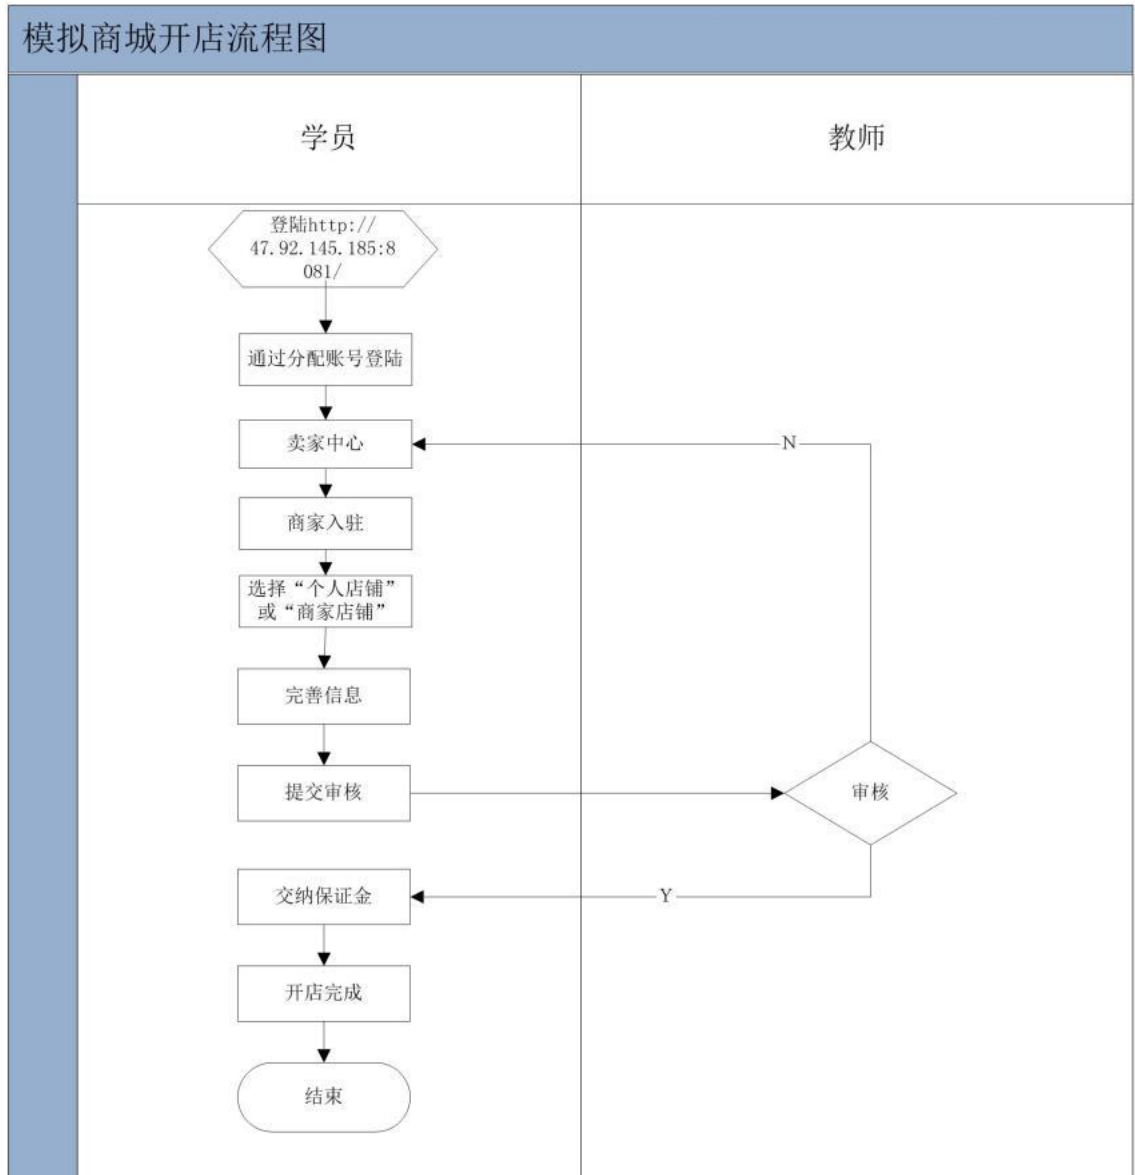 模拟商城开店流程图
学员
教师
登陆http://
47.92.145.185:8
081/
通过分配账号登陆
卖家中心
N
商家入驻
选择“个人店铺”
或“商家店铺”
完善信息
提交审核
审核
交纳保证金
Y
开店完成
结束